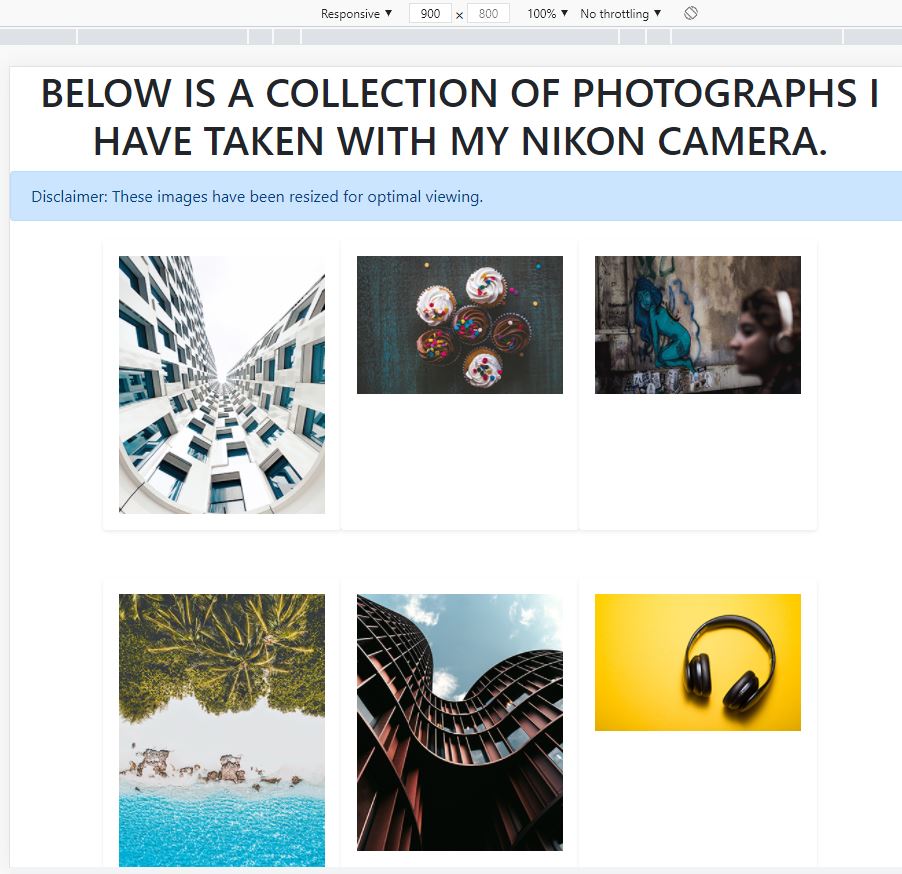 Responsive ▼ 900 × 800 100% ▼ No throttling ▼
BELOW IS A COLLECTION OF PHOTOGRAPHS I
HAVE TAKEN WITH MY NIKON CAMERA.
Disclaimer: These images have been resized for optimal viewing.